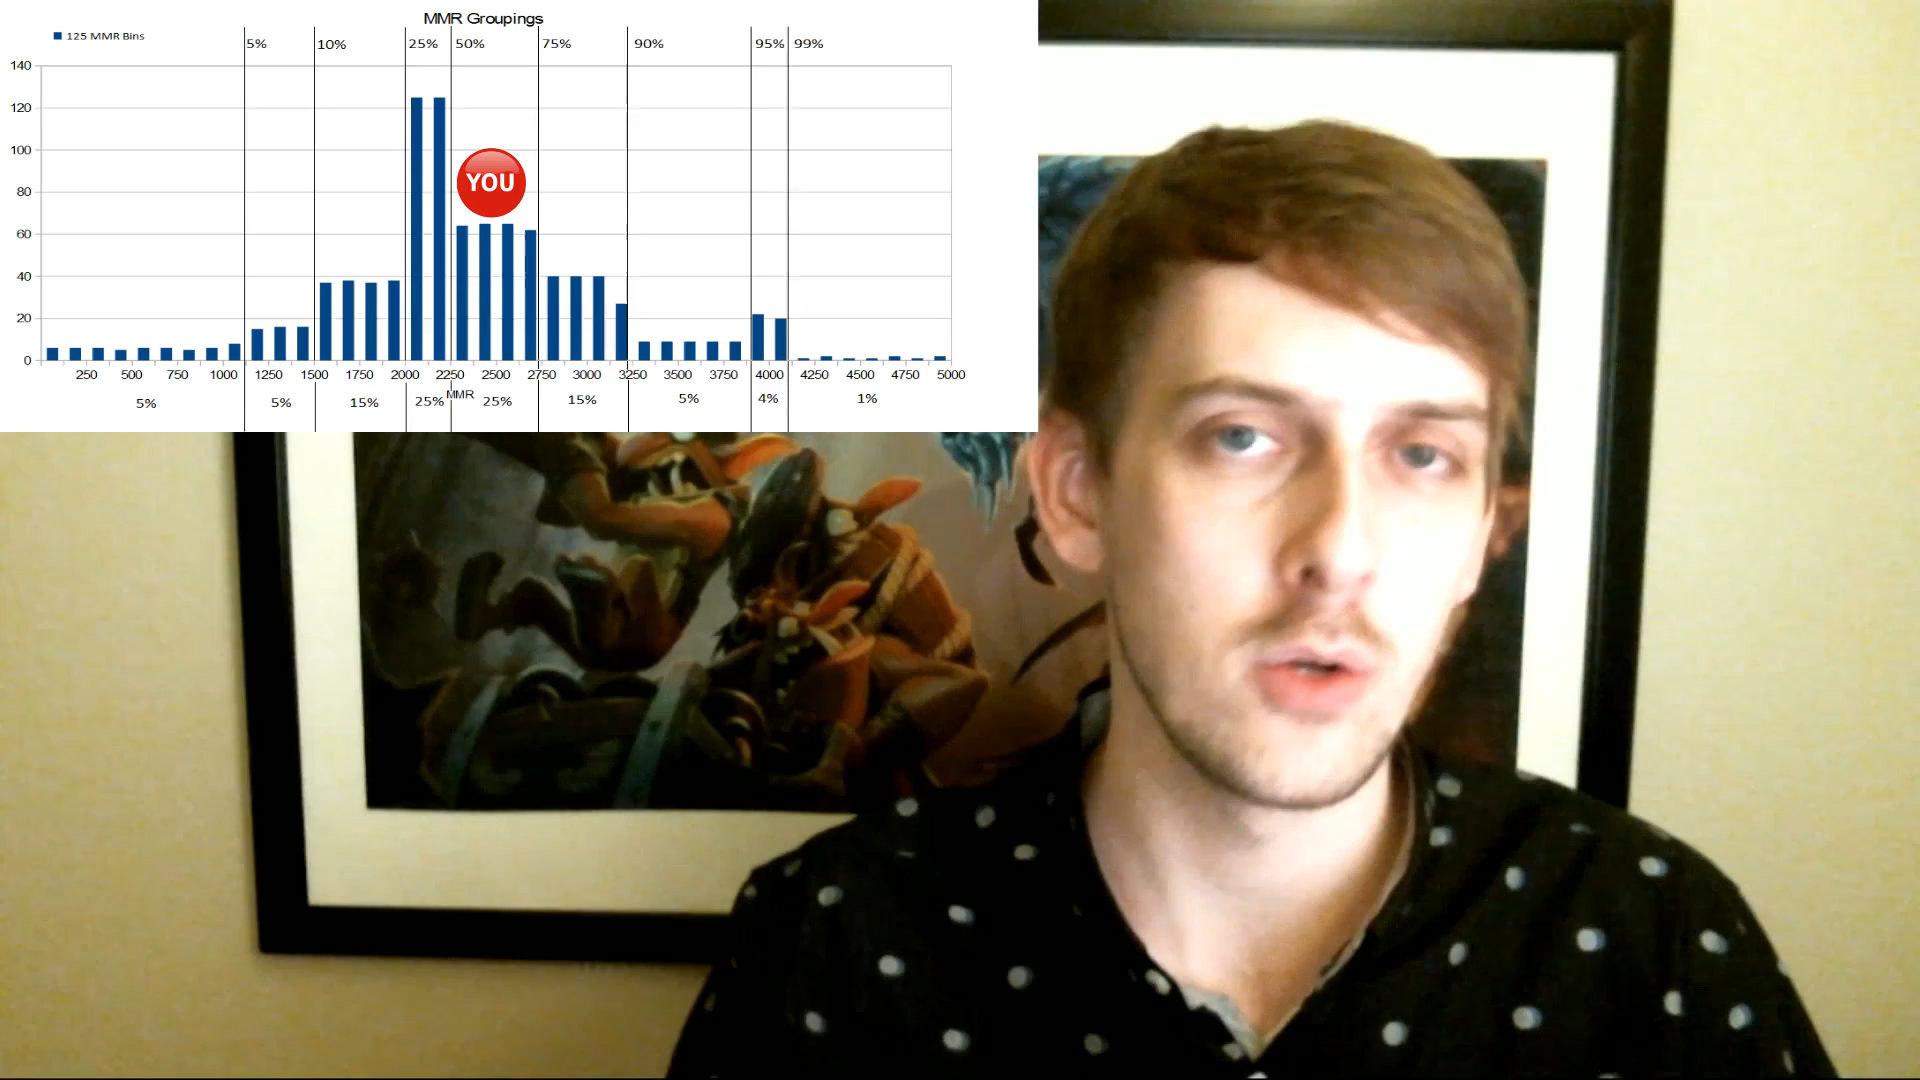 MMR Groupings
125 MMR Bins
5% 10% 25% 50% 75% 90% 95% 99%
140
120
100
80
60
40
20
0
YOU
250 500 750 1000 1250 1500 1750 2000 2250 2500 2750 3000 3250 3500 3750 4000 4250 4500 4750 5000
MMR
5% 5% 15% 25% 25% 15% 5% 4% 1%